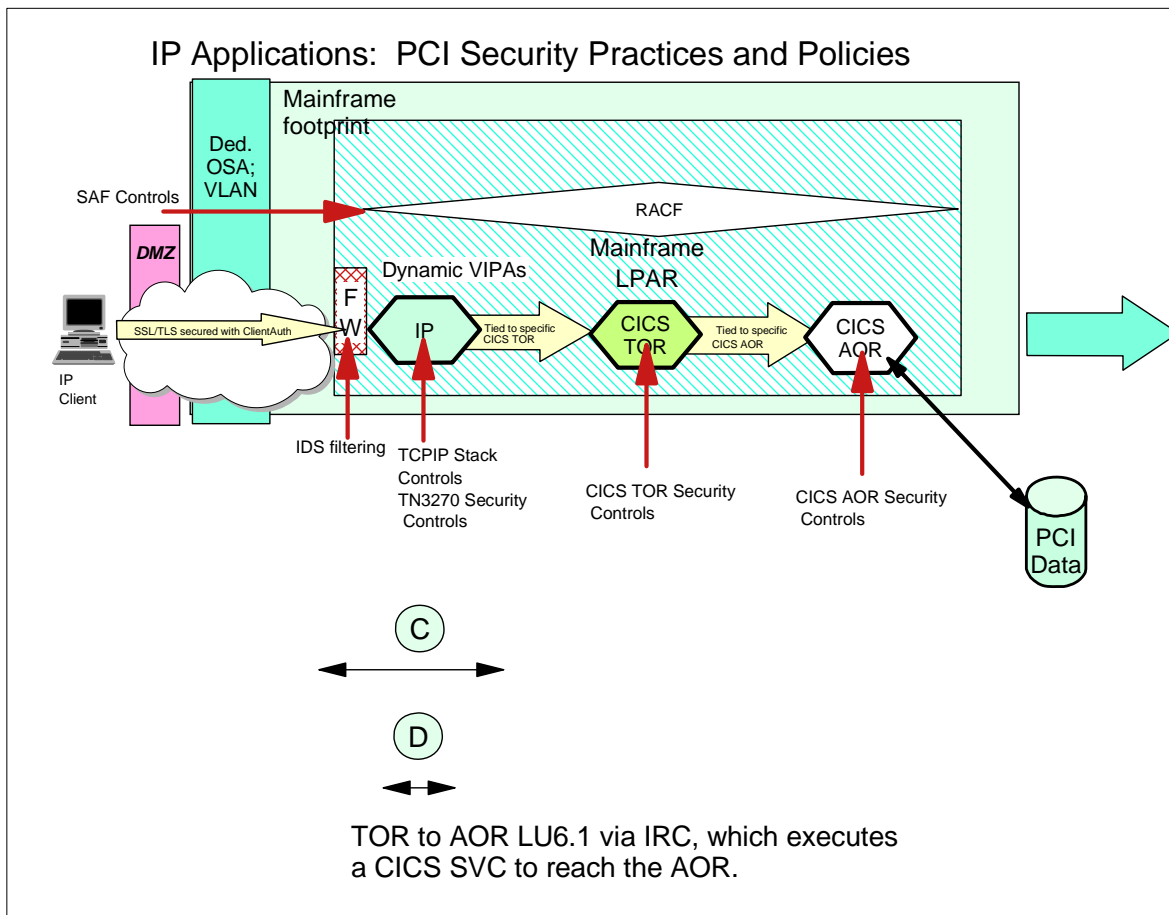 IP Applications:  PCI Security Practices and Policies
Mainframe
footprint
Ded.
OSA;
VLAN
SAF Controls
RACF
DMZ
Mainframe
LPAR
Dynamic VIPAs
F
W
IP
SSL/TLS secured with ClientAuth
Tied to specific
CICS TOR
CICS
TOR
Tied to specific
CICS AOR
CICS
AOR
IP
Client
IDS filtering
TCPIP Stack
Controls
TN3270 Security
Controls
CICS TOR Security
Controls
CICS AOR Security
Controls
PCI
Data
C
D
TOR to AOR LU6.1 via IRC, which executes
a CICS SVC to reach the AOR.